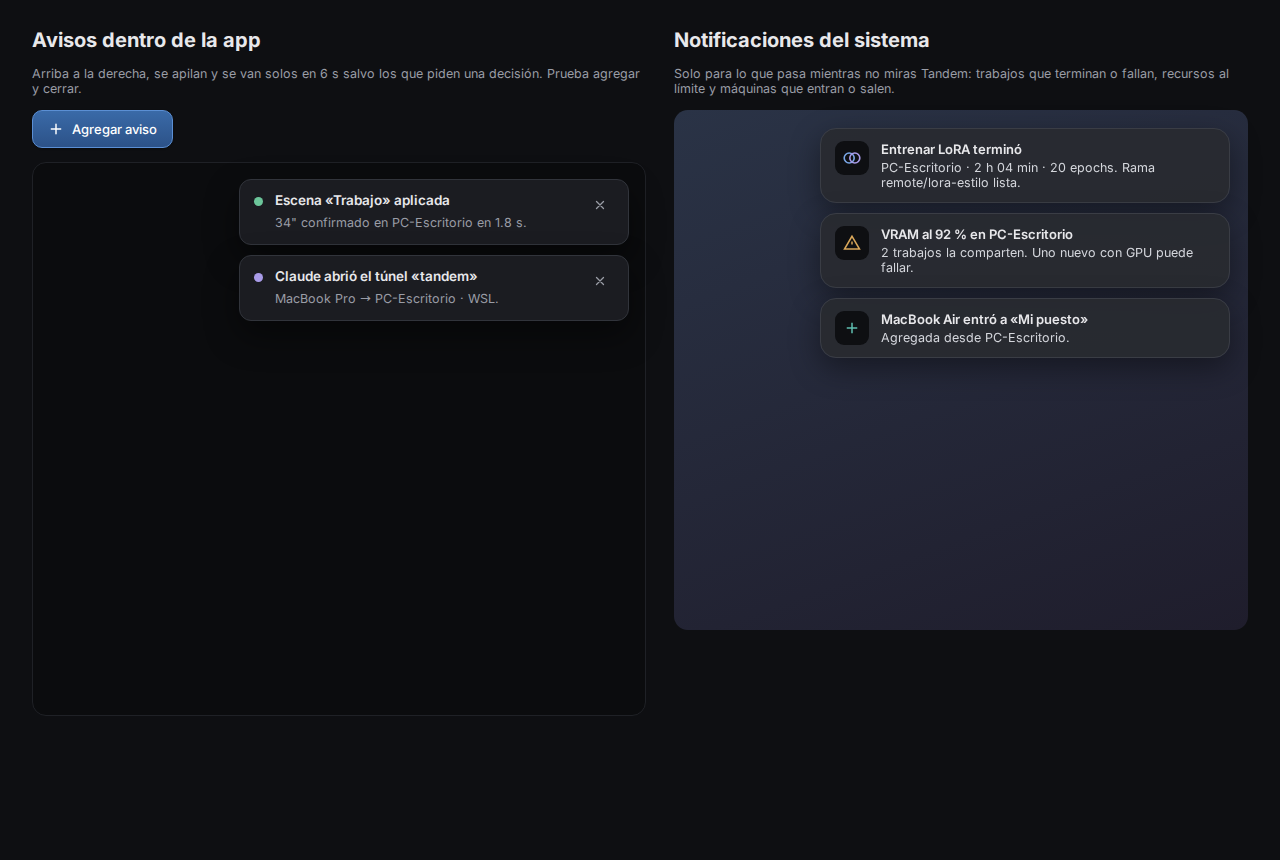 Avisos dentro de la app
Arriba a la derecha, se apilan y se van solos en 6 s salvo los que piden una decisión. Prueba agregar
y cerrar.
Agregar aviso
Escena «Trabajo» aplicada
34" confirmado en PC-Escritorio en 1.8 s.
Claude abrió el túnel «tandem»
MacBook Pro → PC-Escritorio · WSL.
Notificaciones del sistema
Solo para lo que pasa mientras no miras Tandem: trabajos que terminan o fallan, recursos al
límite y máquinas que entran o salen.
Entrenar LoRA terminó
PC-Escritorio · 2 h 04 min · 20 epochs. Rama
remote/lora-estilo lista.
VRAM al 92 % en PC-Escritorio
2 trabajos la comparten. Uno nuevo con GPU puede
fallar.
MacBook Air entró a «Mi puesto»
Agregada desde PC-Escritorio.